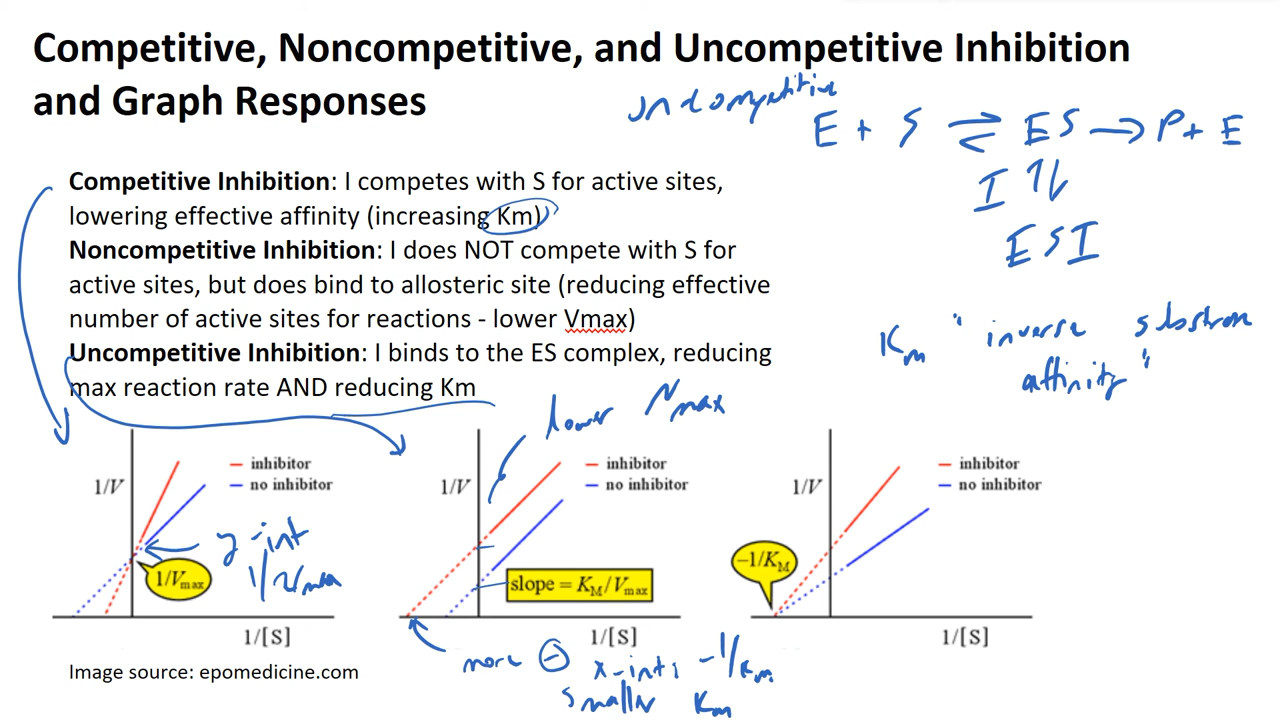 Competitive, Noncompetitive, and Uncompetitive Inhibition
and Graph Responses
uncompetitive
E + S ⇌ ES → P + E
I ⇅
ESI
Competitive Inhibition: I competes with S for active sites,
lowering effective affinity (increasing Km)
Noncompetitive Inhibition: I does NOT compete with S for
active sites, but does bind to allosteric site (reducing effective
number of active sites for reactions - lower Vmax)
Uncompetitive Inhibition: I binds to the ES complex, reducing
max reaction rate AND reducing Km
Km "inverse
affinity"
lower Vmax
1/V
inhibitor
no inhibitor
y-int
1/Vmax
1/Vmax
1/[S]
1/V
inhibitor
no inhibitor
slope = KM/Vmax
1/[S]
more ⊖ x-int, -1/Km
smaller Km
1/V
inhibitor
no inhibitor
−1/KM
1/[S]
Image source: epomedicine.com